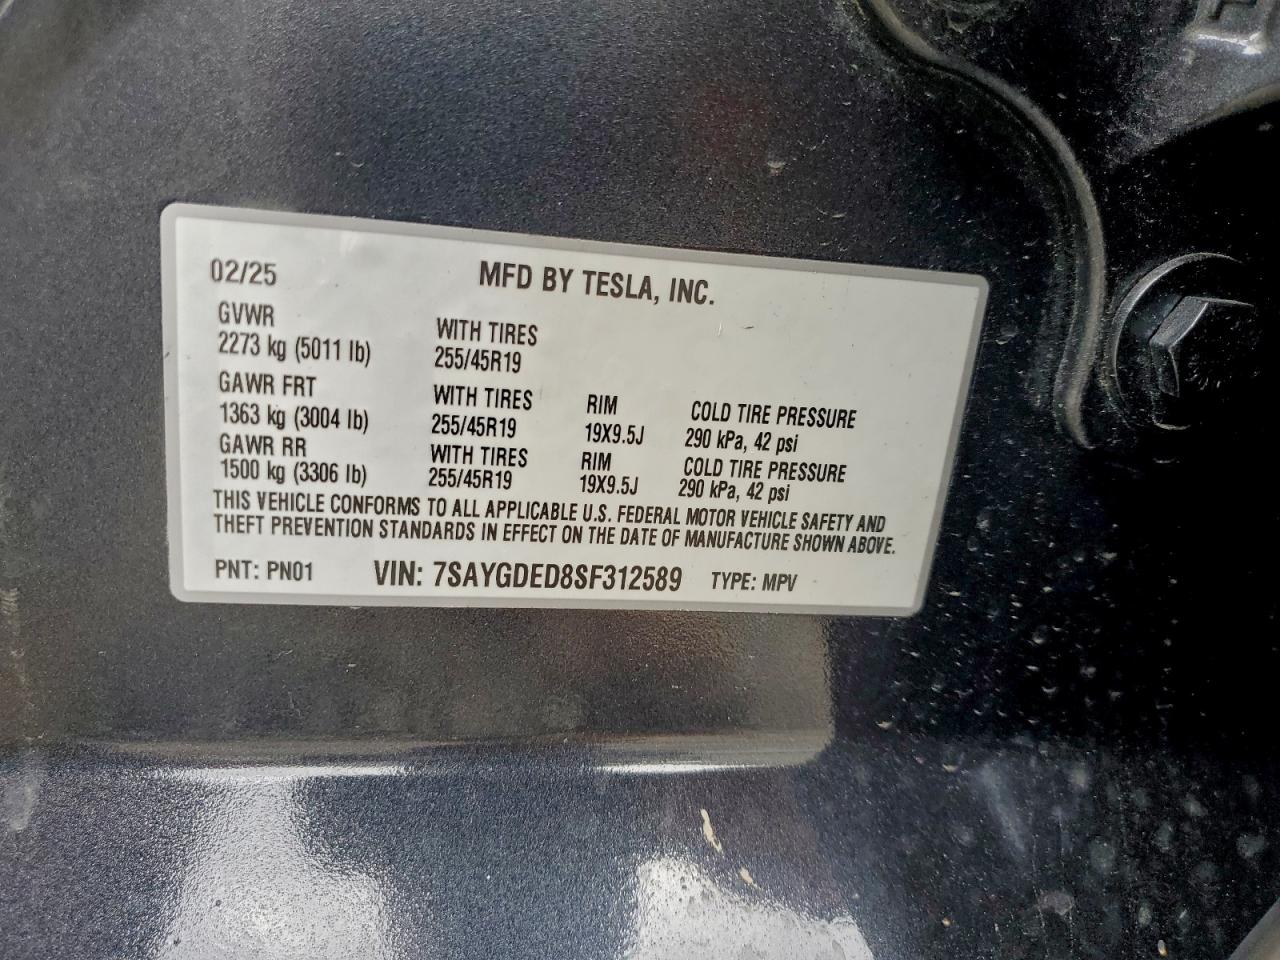 02/25 MFD BY TESLA, INC.
GVWR
2273 kg (5011 lb)
WITH TIRES
255/45R19
GAWR FRT
1363 kg (3004 lb)
WITH TIRES
255/45R19
RIM
19X9.5J
COLD TIRE PRESSURE
290 kPa, 42 psi
GAWR RR
1500 kg (3306 lb)
WITH TIRES
255/45R19
RIM
19X9.5J
COLD TIRE PRESSURE
290 kPa, 42 psi
THIS VEHICLE CONFORMS TO ALL APPLICABLE U.S. FEDERAL MOTOR VEHICLE SAFETY AND
THEFT PREVENTION STANDARDS IN EFFECT ON THE DATE OF MANUFACTURE SHOWN ABOVE.
PNT: PN01 VIN: 7SAYGDED8SF312589 TYPE: MPV